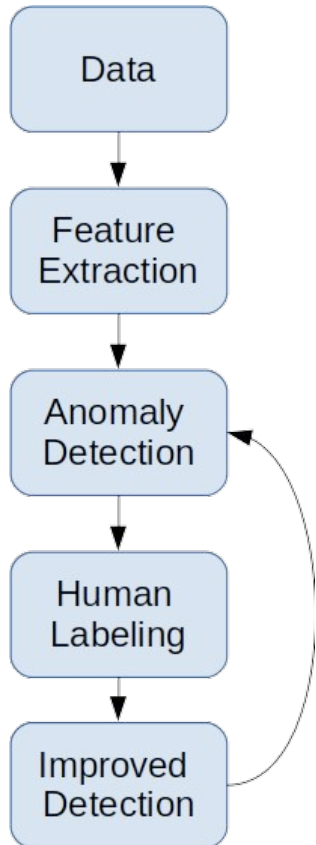 Data
Feature
Extraction
Anomaly
Detection
Human
Labeling
Improved
Detection